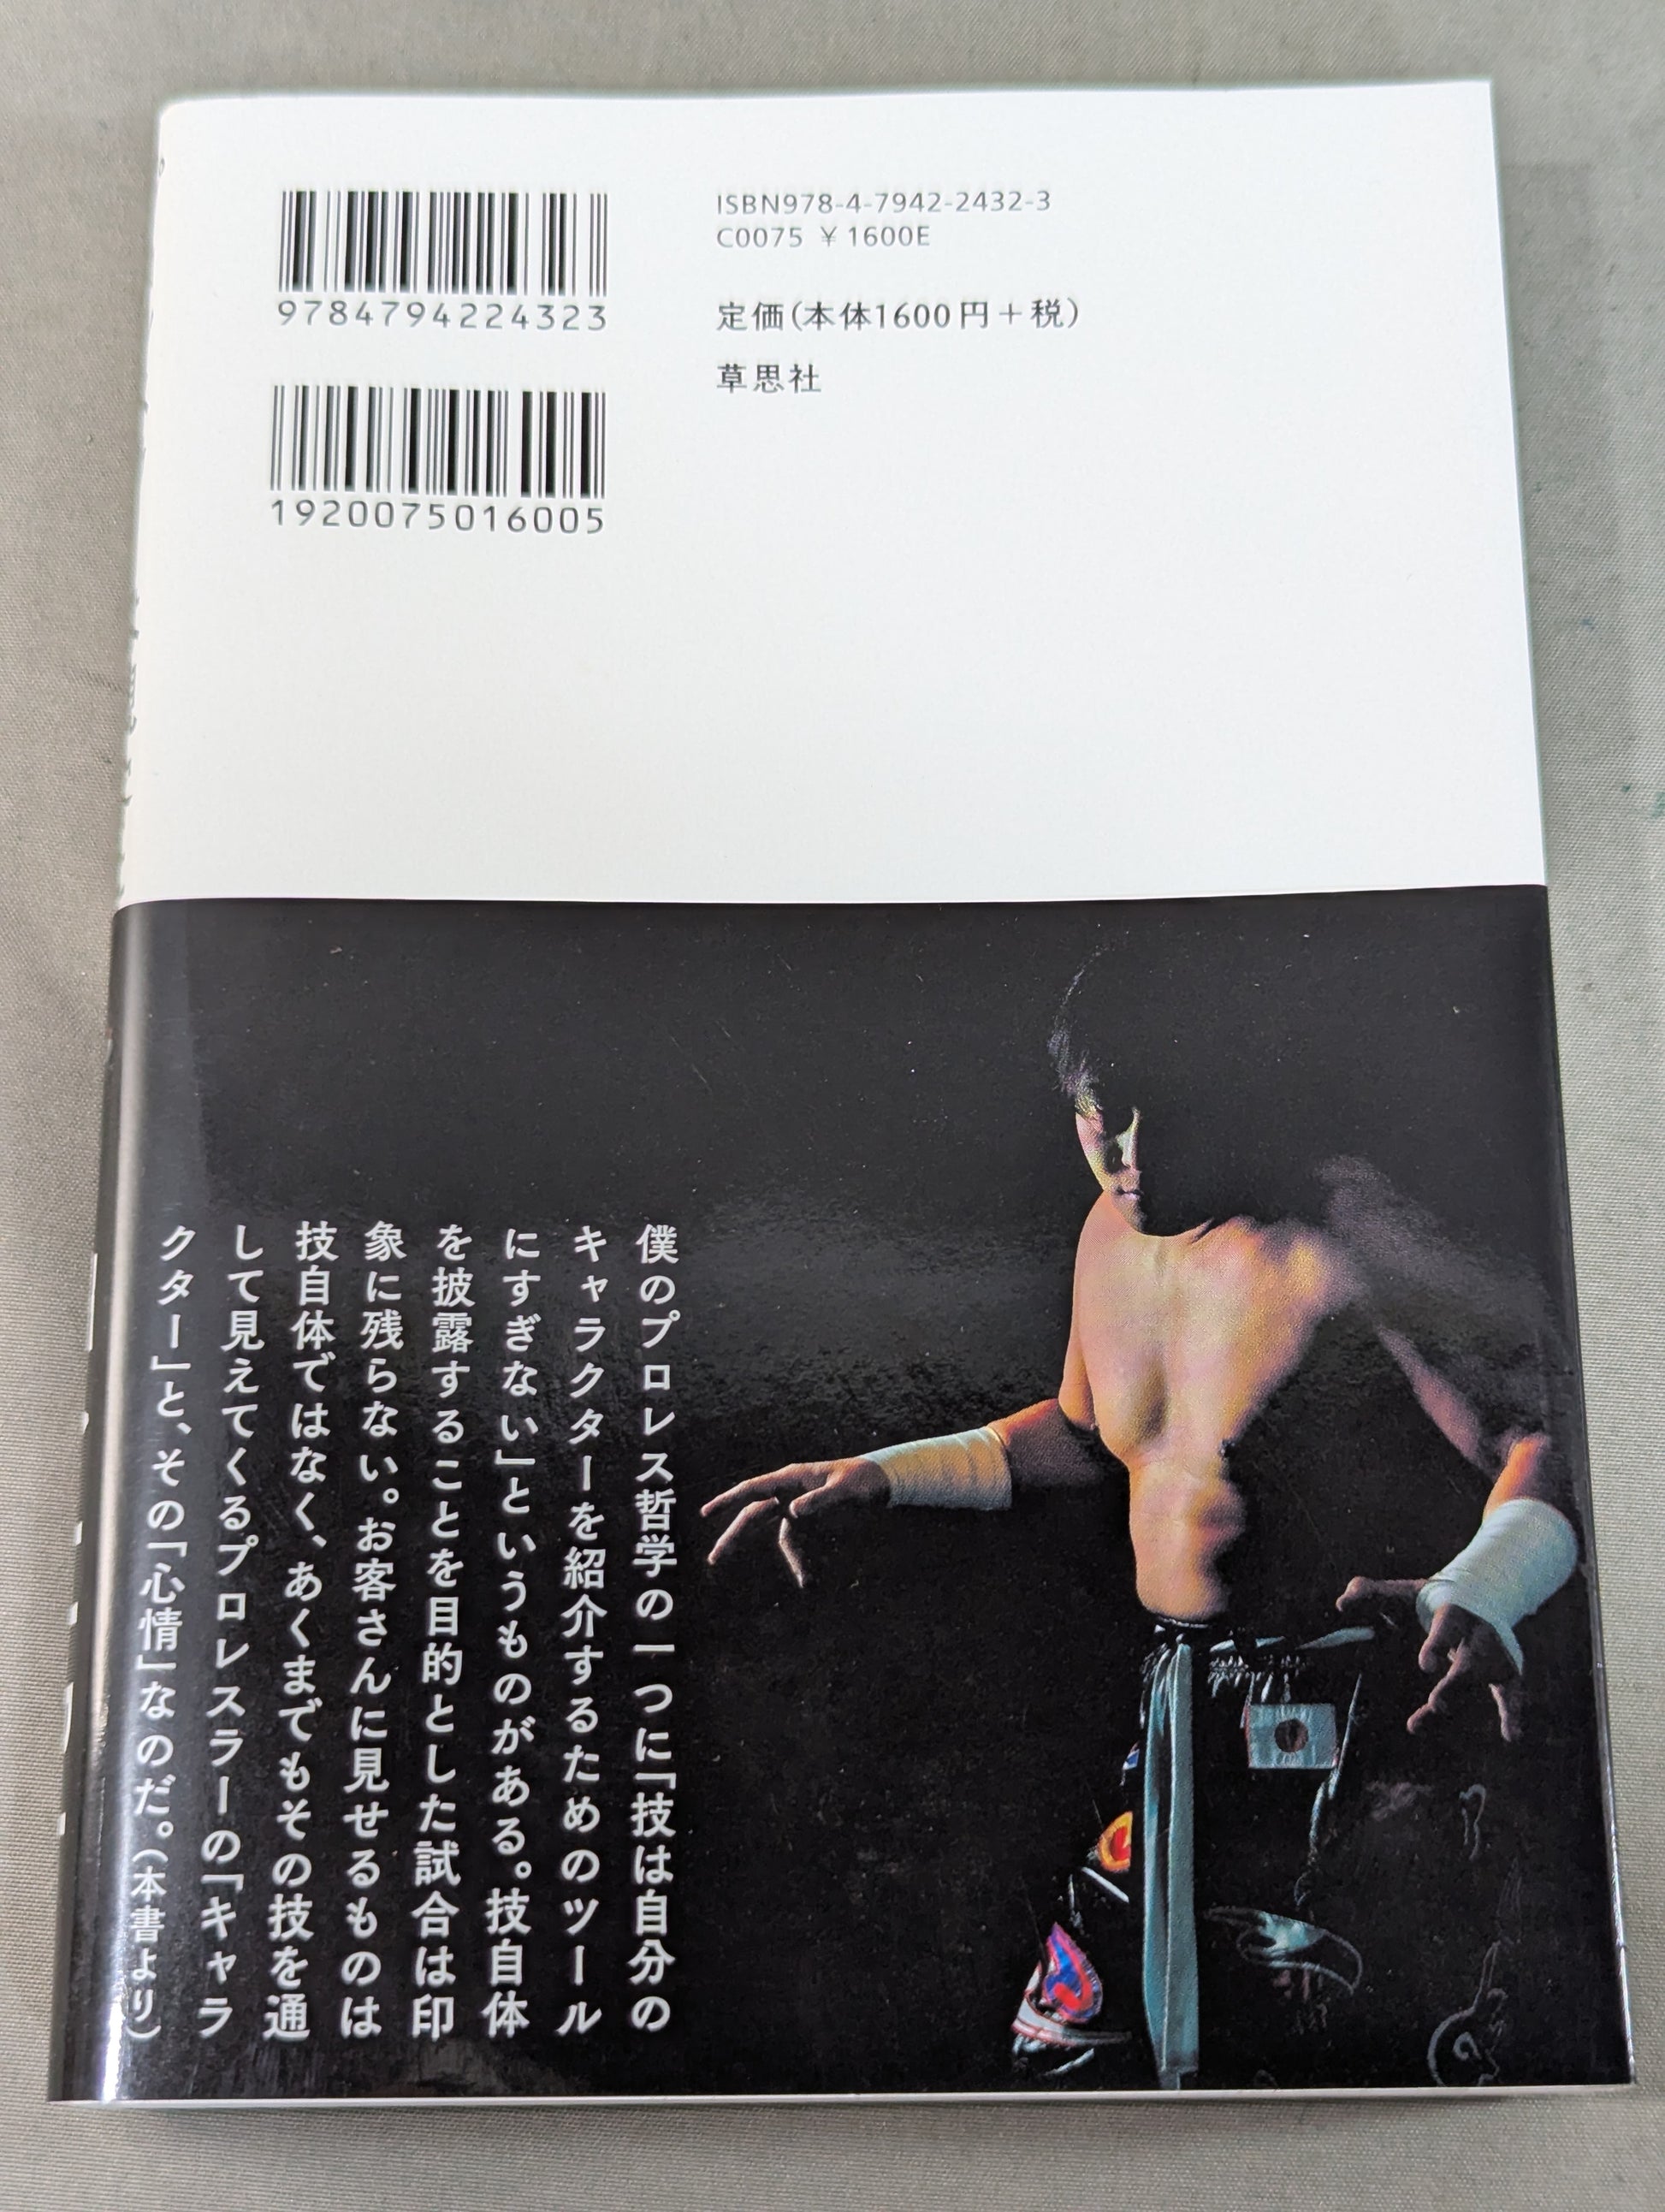 9784794224323
1920075016005
ISBN978-4-7942-2432-3
C0075 ¥1600E
定価(本体1600円+税)
草思社
僕のプロレス哲学の一つに「技は自分の
キャラクターを紹介するためのツール
にすぎない」というものがある。技自体
を披露することを目的とした試合は印
象に残らない。お客さんに見せるものは
技自体ではなく、あくまでもその技を通
して見えてくるプロレスラーの「キャラ
クター」と、その「心情」なのだ。(本書より)